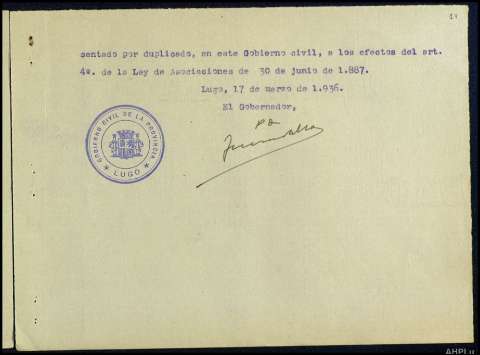 sentado por duplicado, en este Gobierno civil, a los efectos del art.
4º. de la Ley de Asociaciones de 30 de junio de 1.887.
Lugo, 17 de marzo de 1.936.
El Gobernador,
GOBIERNO CIVIL DE LA PROVINCIA
LUGO